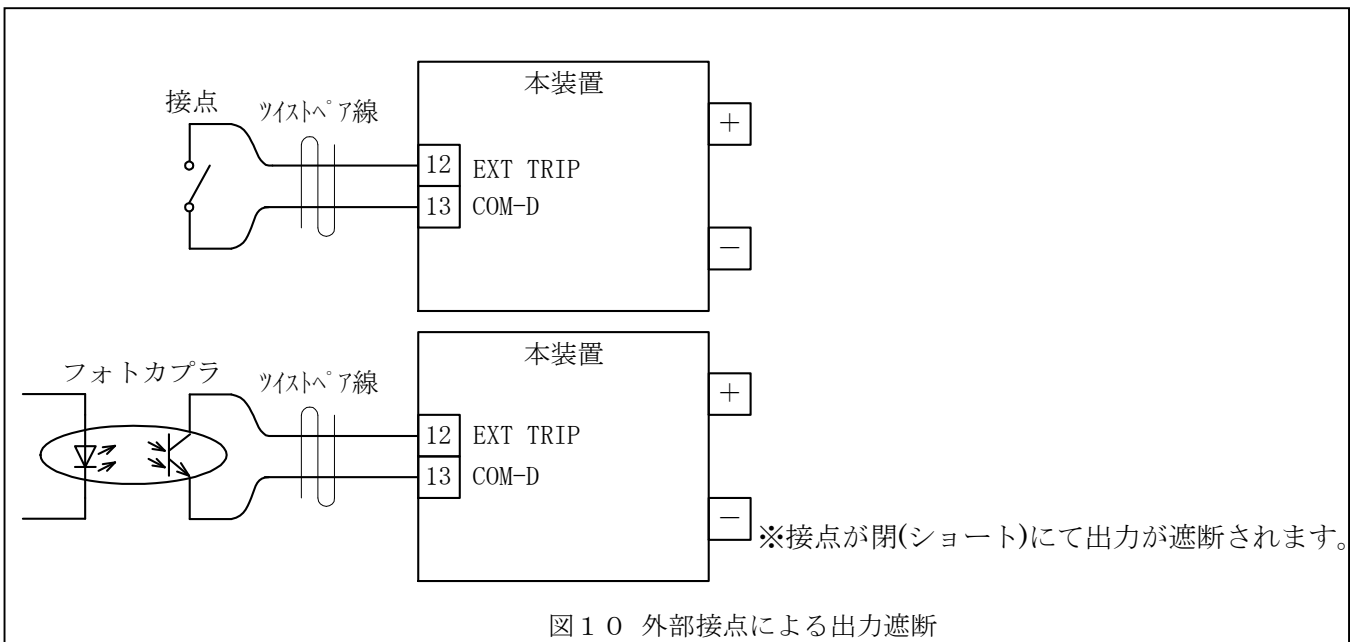 本装置
接点
ﾂｲｽﾄﾍﾟｱ線
+
12 EXT TRIP
13 COM-D
−
本装置
フォトカプラ
ﾂｲｽﾄﾍﾟｱ線
+
12 EXT TRIP
13 COM-D
−
※接点が閉(ショート)にて出力が遮断されます。
図10 外部接点による出力遮断